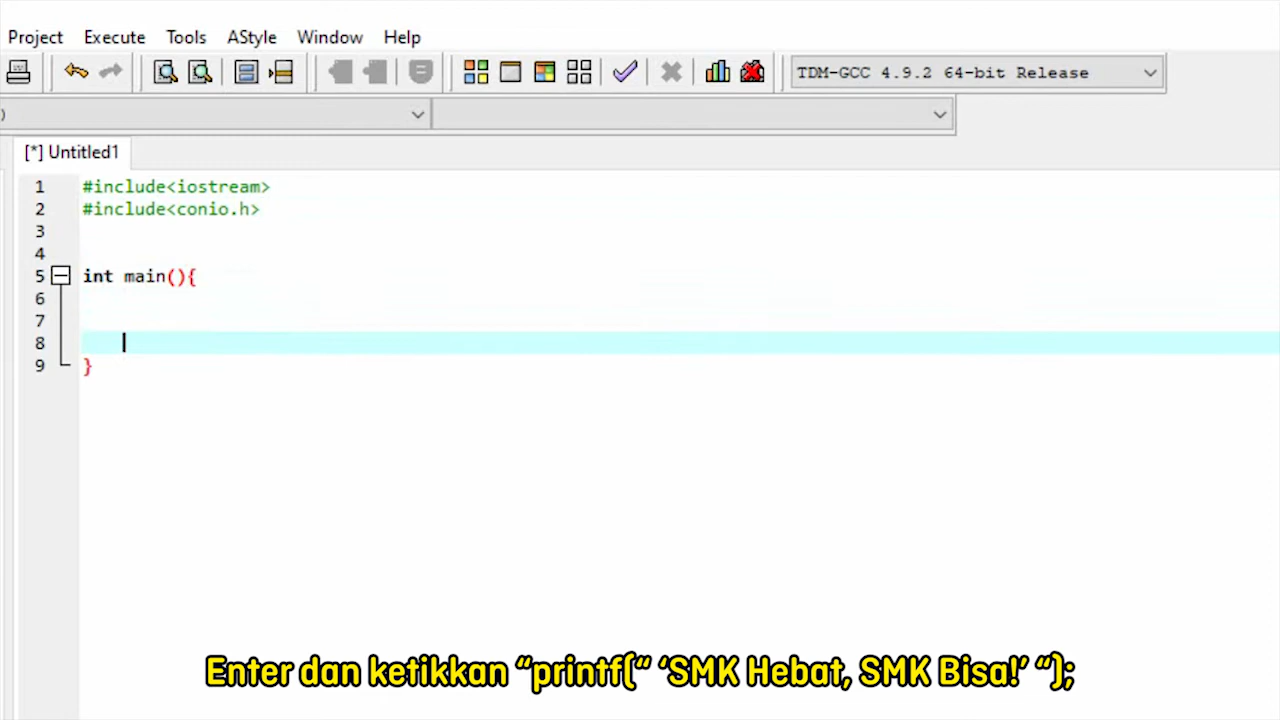 Project Execute Tools AStyle Window Help
TDM-GCC 4.9.2 64-bit Release
)
[*] Untitled1
1 #include<iostream>
2 #include<conio.h>
3
4
5 int main(){
6
7
8
9 }
Enter dan ketikkan “printf(“ ‘SMK Hebat, SMK Bisa!’ “);